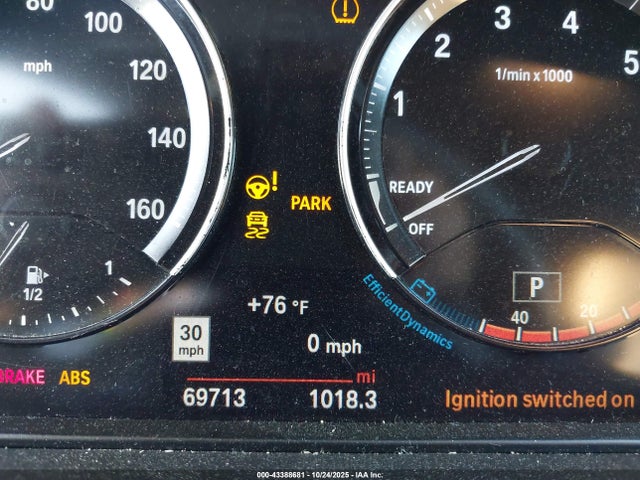 80
100
mph
120
140
160
1
1/2
1/min x 1000
1
2
3
4
5
READY
OFF
PARK
+76 °F
30
mph
0 mph
mi
69713
1018.3
BRAKE
ABS
P
40
20
EfficientDynamics
Ignition switched on
000-43388681 - 10/24/2025 - IAA Inc.